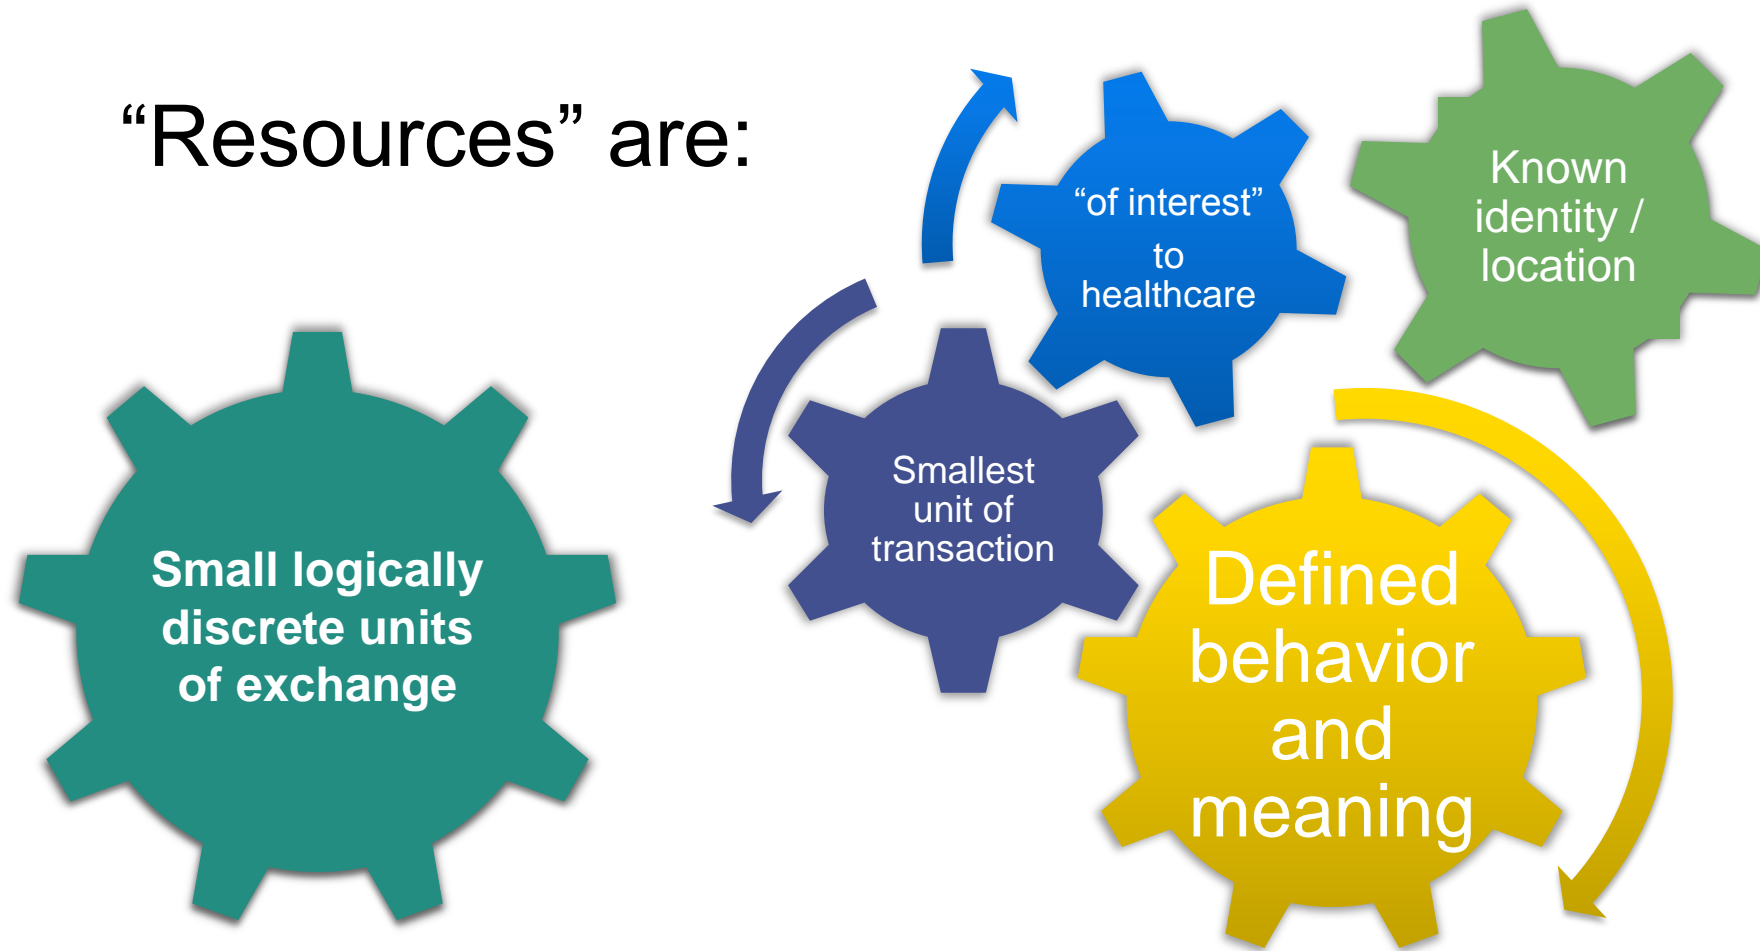 “Resources” are:
Small logically
discrete units
of exchange
“of interest”
to
healthcare
Known
identity /
location
Smallest
unit of
transaction
Defined
behavior
and
meaning